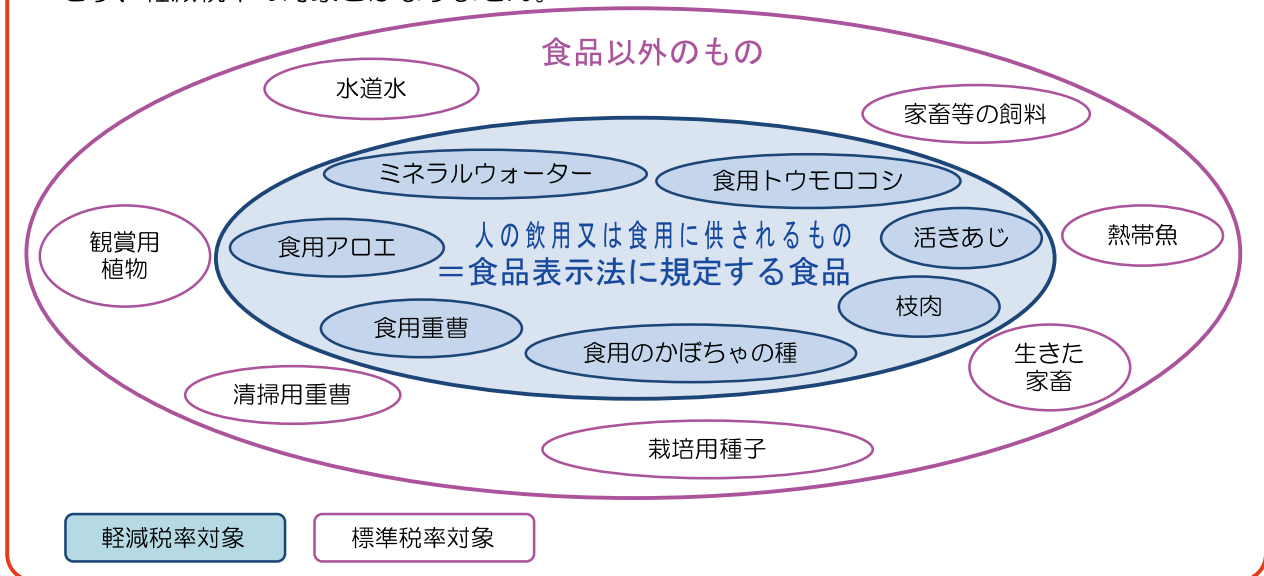 食品以外のもの
水道水
家畜等の飼料
ミネラルウォーター
食用トウモロコシ
人の飲用又は食用に供されるもの
=食品表示法に規定する食品
食用アロエ
活きあじ
熱帯魚
観賞用
植物
枝肉
食用重曹
食用のかぼちゃの種
生きた
家畜
清掃用重曹
栽培用種子
軽減税率対象
標準税率対象